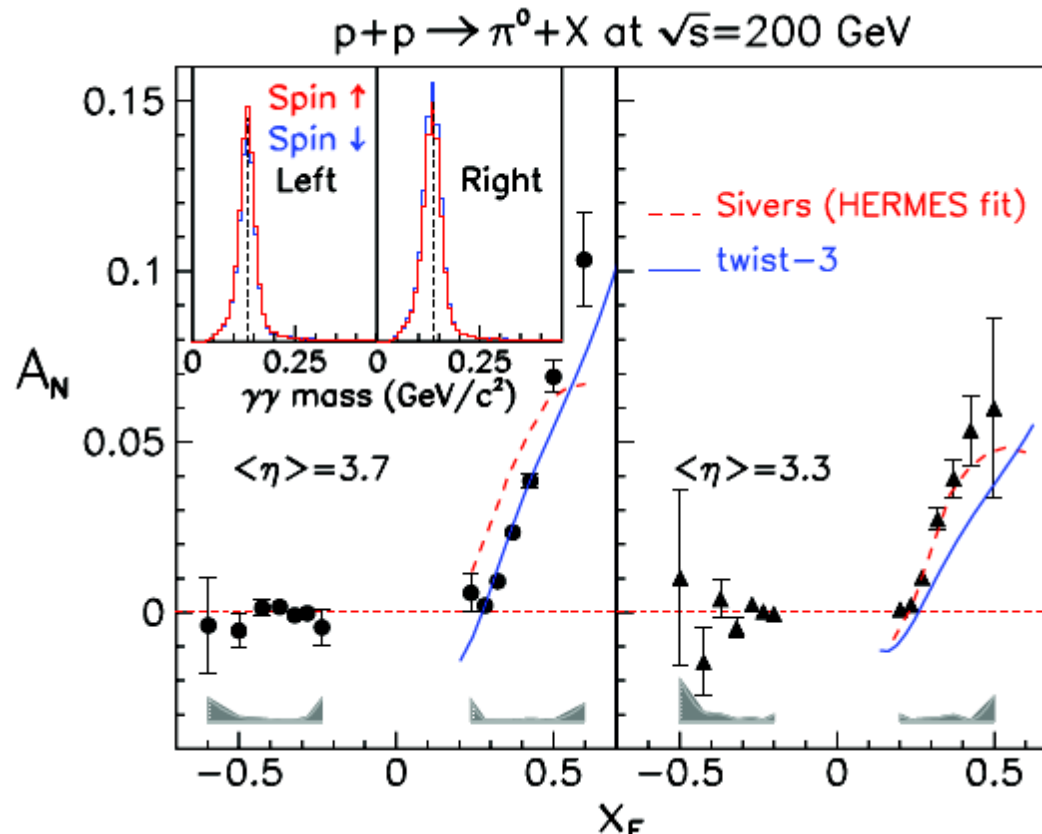 p+p → π⁰+X at √s=200 GeV
0.15
0.1
0.05
0
A_N
Spin ↑
Spin ↓
Left
Right
0
0.25
0
0.25
γγ mass (GeV/c²)
Sivers (HERMES fit)
twist-3
<η>=3.7
<η>=3.3
−0.5
0
0.5
−0.5
0
0.5
x_F